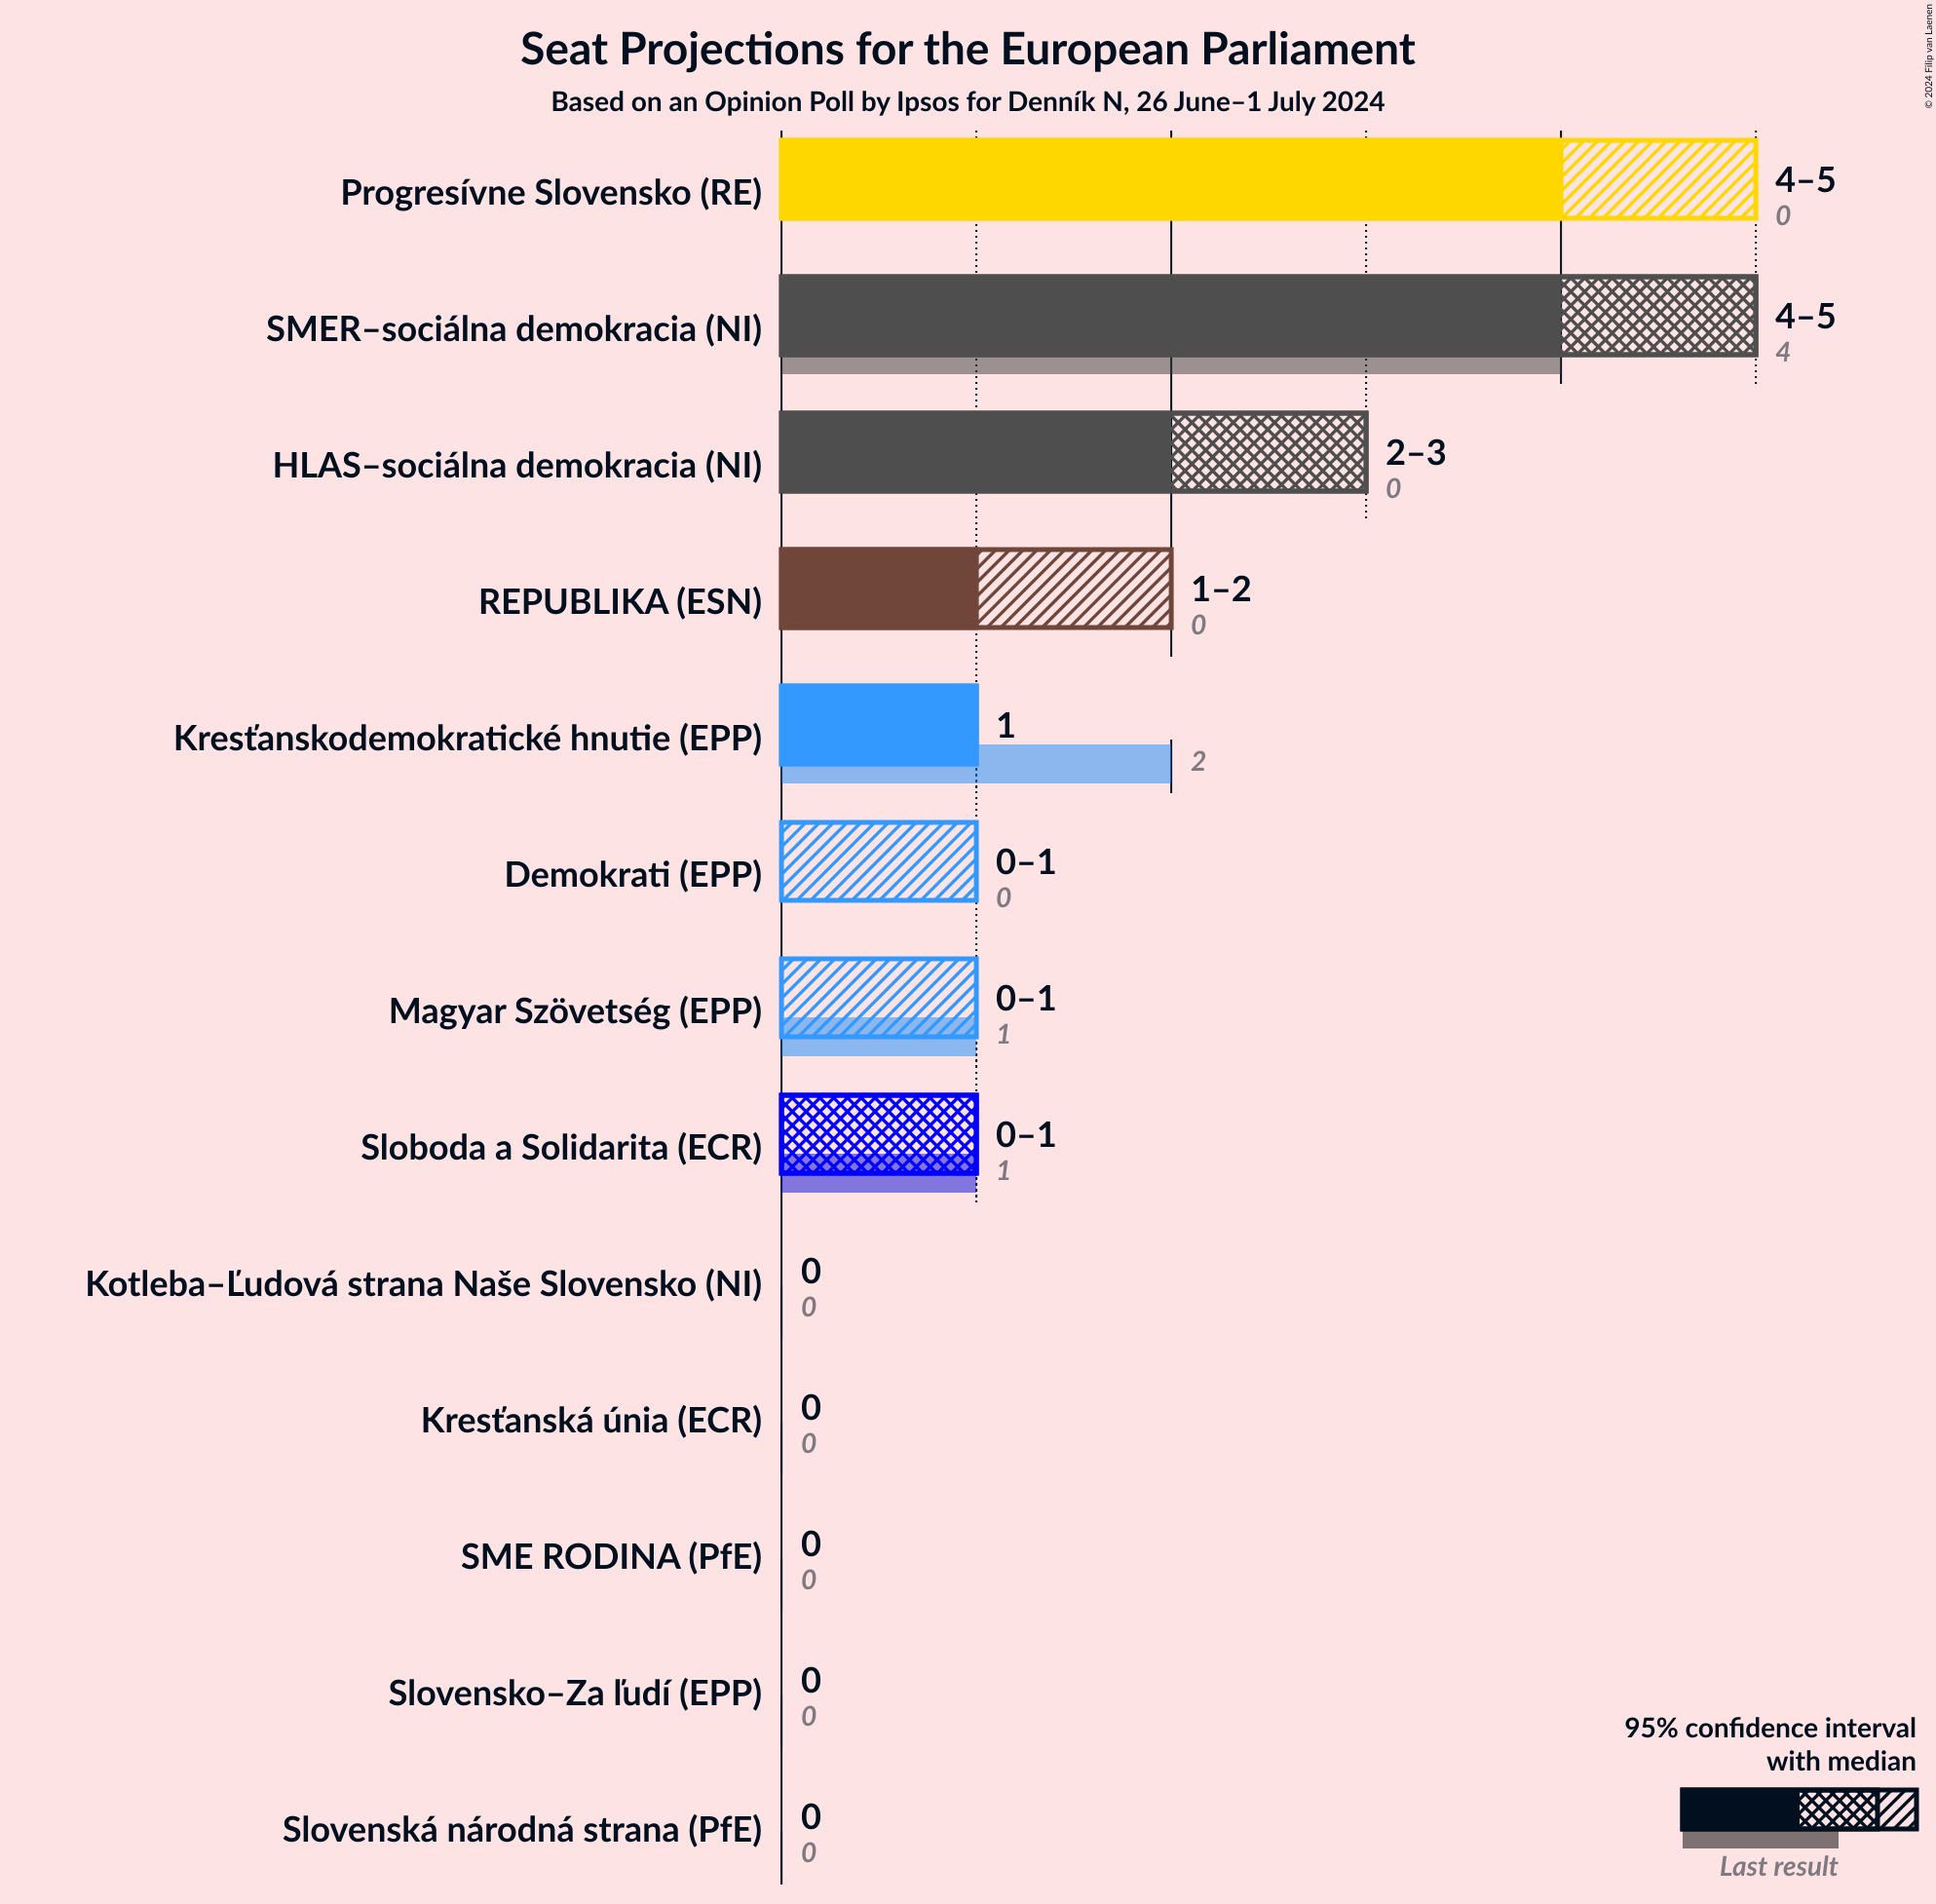 Seat Projections for the European Parliament
Based on an Opinion Poll by Ipsos for Denník N, 26 June–1 July 2024
© 2024 Filip van Laenen
Progresívne Slovensko (RE)
4–5
0
SMER–sociálna demokracia (NI)
4–5
4
HLAS–sociálna demokracia (NI)
2–3
0
REPUBLIKA (ESN)
1–2
0
Kresťanskodemokratické hnutie (EPP)
1
2
Demokrati (EPP)
0–1
0
Magyar Szövetség (EPP)
0–1
1
Sloboda a Solidarita (ECR)
0–1
1
Kotleba–Ľudová strana Naše Slovensko (NI)
0
0
Kresťanská únia (ECR)
0
0
SME RODINA (PfE)
0
0
Slovensko–Za ľudí (EPP)
0
0
Slovenská národná strana (PfE)
0
0
95% confidence interval
with median
Last result